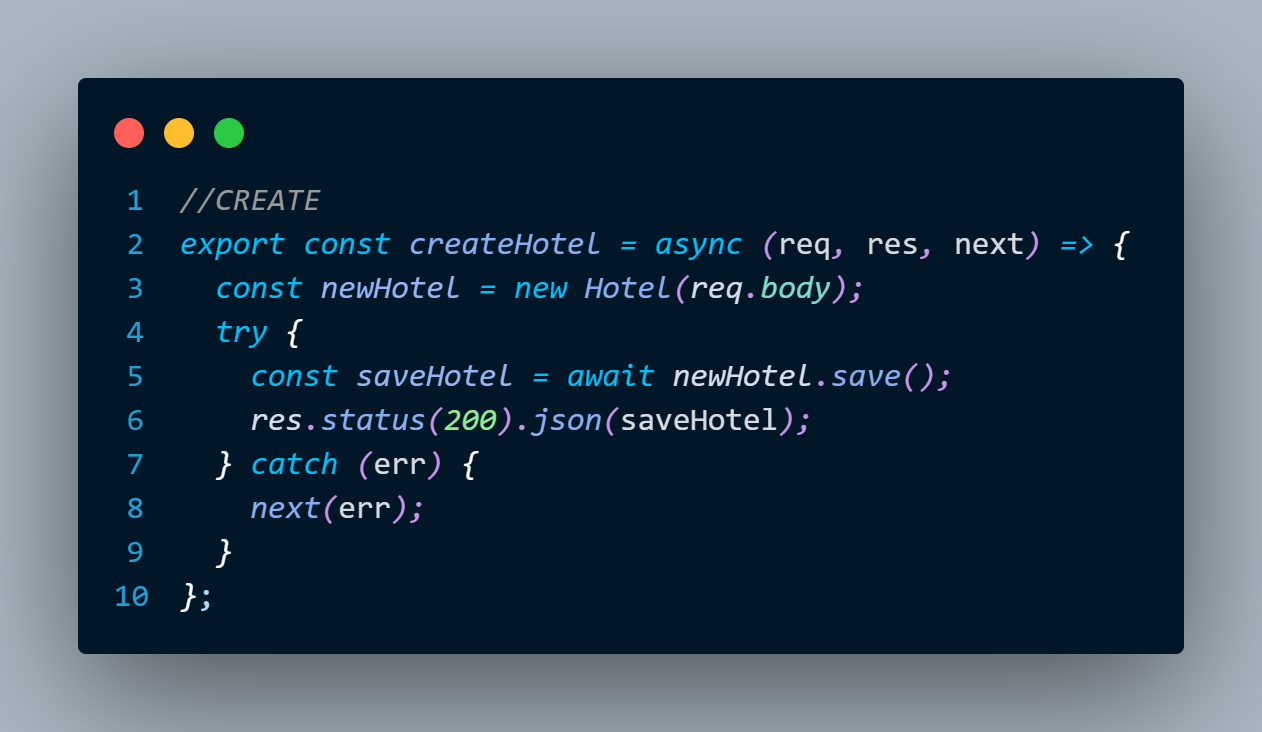 1 //CREATE
2 export const createHotel = async (req, res, next) => {
3   const newHotel = new Hotel(req.body);
4   try {
5     const saveHotel = await newHotel.save();
6     res.status(200).json(saveHotel);
7   } catch (err) {
8     next(err);
9   }
10 };